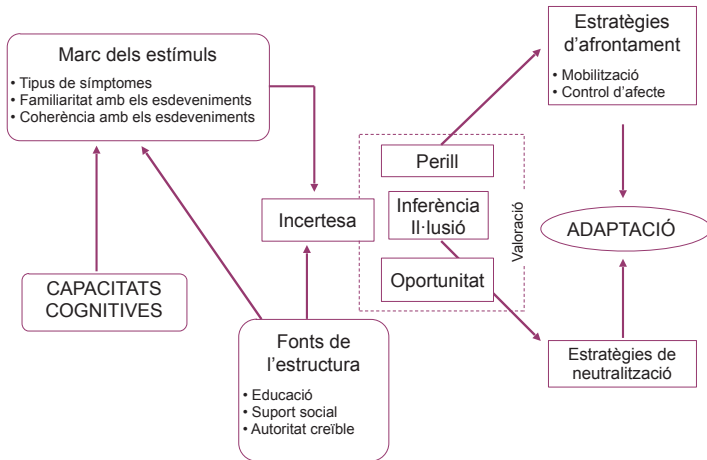 Marc dels estímuls
• Tipus de símptomes
• Familiaritat amb els esdeveniments
• Coherència amb els esdeveniments
Estratègies
d'afrontament
• Mobilització
• Control d'afecte
Perill
Incertesa
Inferència
Il·lusió
Valoració
ADAPTACIÓ
Oportunitat
CAPACITATS
COGNITIVES
Fonts de
l'estructura
• Educació
• Suport social
• Autoritat creïble
Estratègies de
neutralització